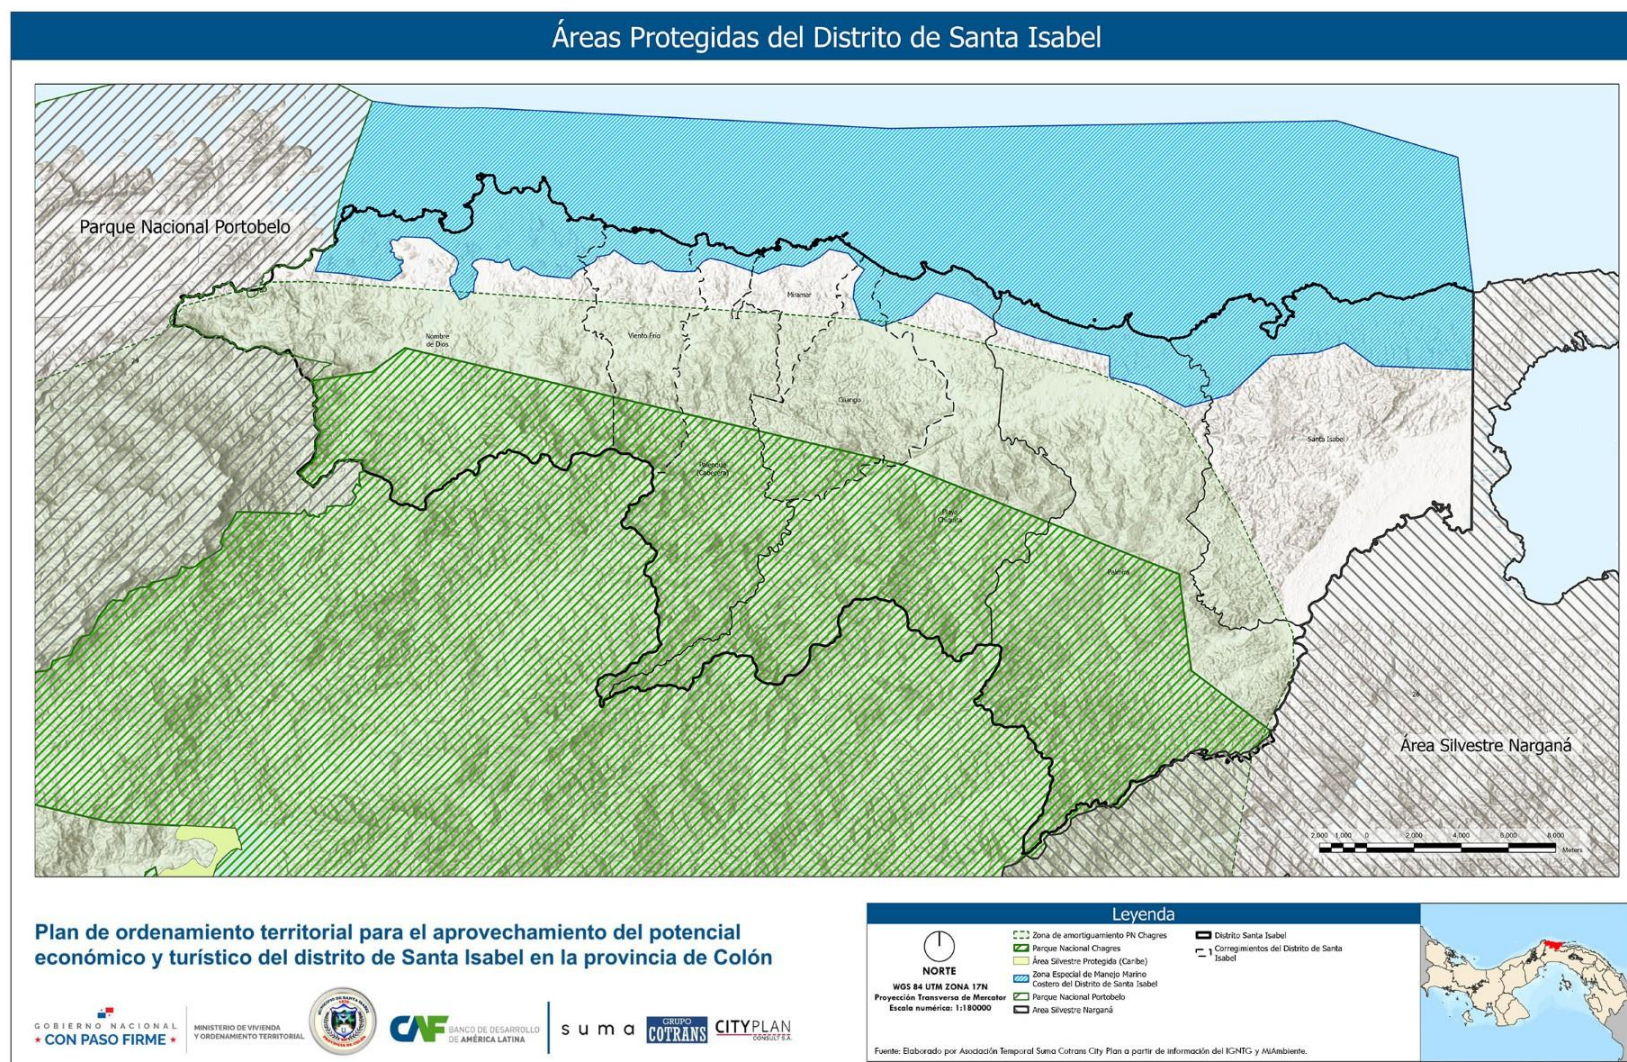 Áreas Protegidas del Distrito de Santa Isabel
Parque Nacional Portobelo
Miramar
Nombre
de Dios
Viento Frío
Cuango
Santa Isabel
Palenque
(Cabecera)
Playa
Chiquita
Palmira
Área Silvestre Narganá
2,000 1,000 0 2,000 4,000 6,000 8,000
Meters
Plan de ordenamiento territorial para el aprovechamiento del potencial
económico y turístico del distrito de Santa Isabel en la provincia de Colón
GOBIERNO NACIONAL
★ CON PASO FIRME ★
MINISTERIO DE VIVIENDA
Y ORDENAMIENTO TERRITORIAL
CAF
BANCO DE DESARROLLO
DE AMÉRICA LATINA
suma
GRUPO
COTRANS
CITYPLAN
CONSULT S.A.
Leyenda
NORTE
WGS 84 UTM ZONA 17N
Proyección Transversa de Mercator
Escala numérica: 1:180000
Zona de amortiguamiento PN Chagres
Parque Nacional Chagres
Área Silvestre Protegida (Caribe)
Zona Especial de Manejo Marino
Costero del Distrito de Santa Isabel
Parque Nacional Portobelo
Area Silvestre Narganá
Distrito Santa Isabel
Corregimientos del Distrito de Santa
Isabel
Fuente: Elaborado por Asociación Temporal Suma Cotrans City Plan a partir de información del IGNTG y MiAmbiente.